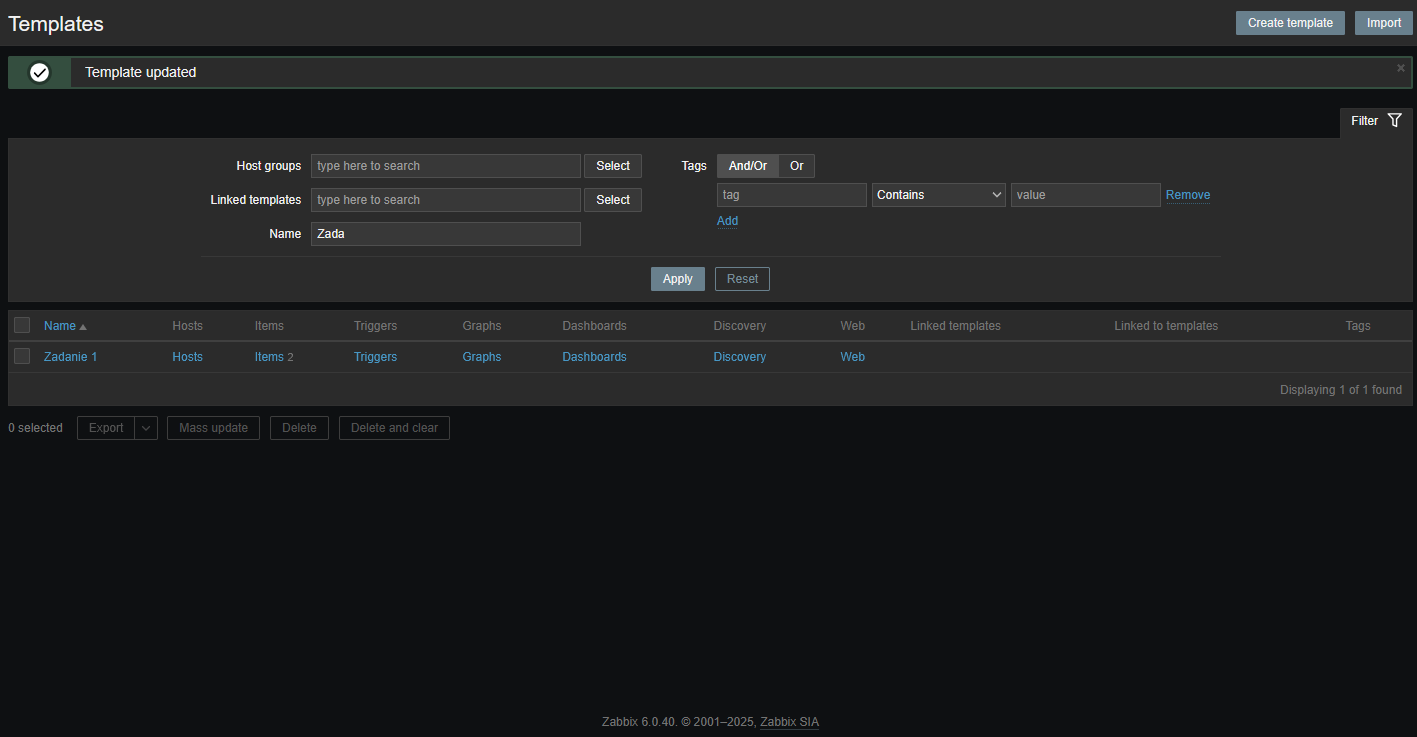 Templates Create template Import
Template updated ×
Filter
Host groups type here to search Select Tags And/Or Or
Linked templates type here to search Select tag Contains value Remove
Add
Name Zada
Apply Reset
Name Hosts Items Triggers Graphs Dashboards Discovery Web Linked templates Linked to templates Tags
Zadanie 1 Hosts Items 2 Triggers Graphs Dashboards Discovery Web
Displaying 1 of 1 found
0 selected Export Mass update Delete Delete and clear
Zabbix 6.0.40. © 2001–2025, Zabbix SIA